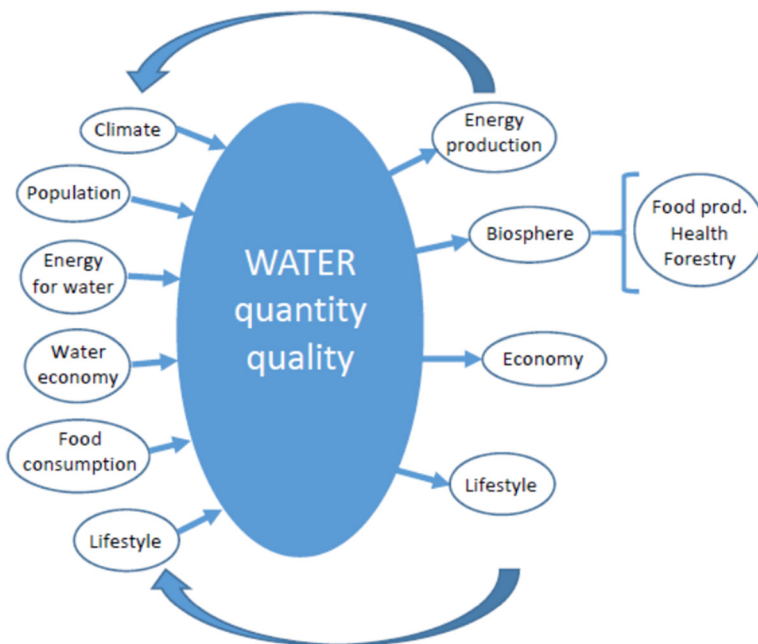 Climate
Population
Energy
for water
Water
economy
Food
consumption
Lifestyle
WATER
quantity
quality
Energy
production
Biosphere
Food prod.
Health
Forestry
Economy
Lifestyle